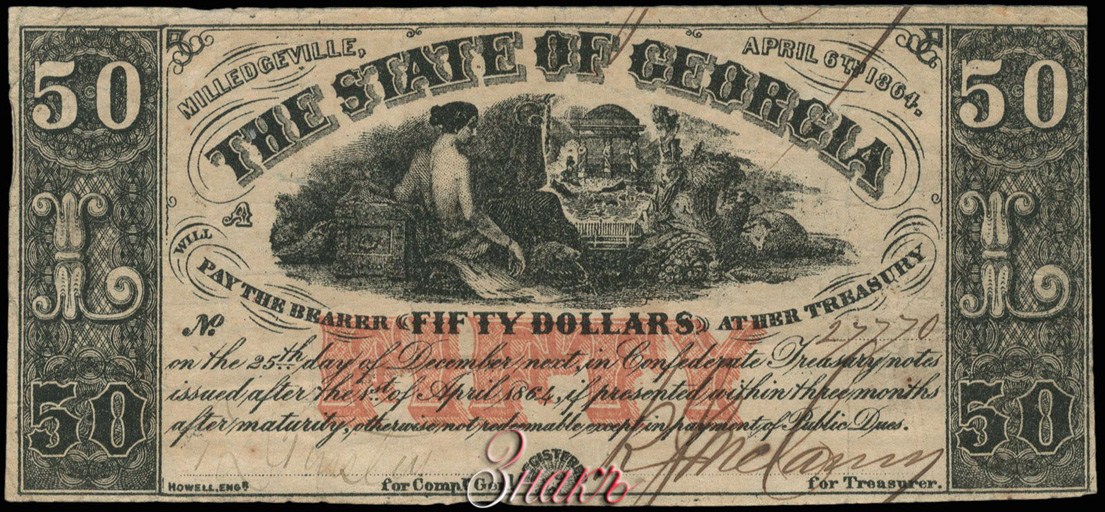 MILLEDGEVILLE, APRIL 6TH 1864.
THE STATE OF GEORGIA
50 50
L L
A
WILL
PAY THE BEARER FIFTY DOLLARS AT HER TREASURY
No 27770
FIFTY
on the 25th day of December next, in Confederate Treasury notes
issued after the 1st of April 1864, if presented within three months
after maturity, otherwise not redeemable except in payment of Public Dues.
50 50
HOWELL, ENGR for Compt Gen for Treasurer.
Знакъ